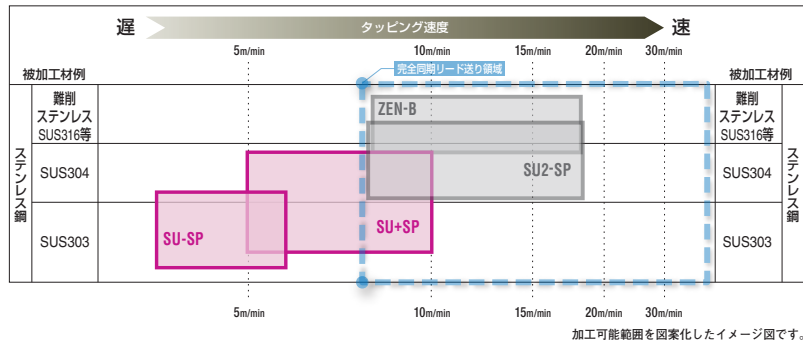 遅 タッピング速度 速
5m/min 10m/min 15m/min 20m/min 30m/min
完全同期リード送り領域
被加工材例 被加工材例
ステンレス鋼
難削
ステンレス
SUS316等
SUS304
SUS303
ZEN-B
SU2-SP
SU+SP
SU-SP
難削
ステンレス
SUS316等
SUS304
SUS303
ステンレス鋼
5m/min 10m/min 15m/min 20m/min 30m/min
加工可能範囲を図案化したイメージ図です。